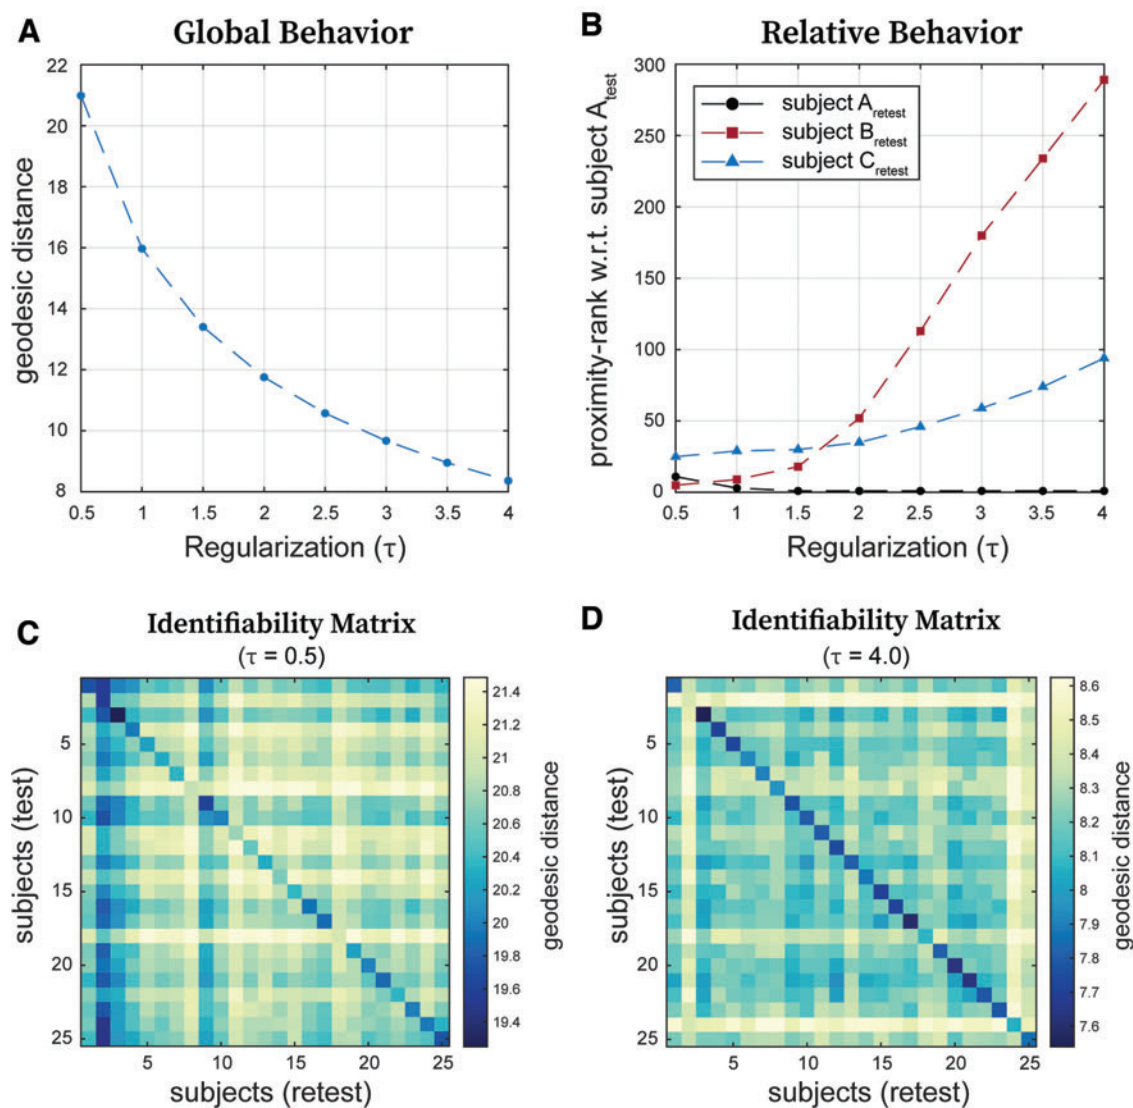 A
Global Behavior
22
20
18
16
14
12
10
8
0.5 1 1.5 2 2.5 3 3.5 4
geodesic distance
Regularization (τ)
B
Relative Behavior
300
250
200
150
100
50
0
0.5 1 1.5 2 2.5 3 3.5 4
proximity-rank w.r.t. subject A_test
Regularization (τ)
subject A_retest
subject B_retest
subject C_retest
C
Identifiability Matrix
(τ = 0.5)
5
10
15
20
25
5 10 15 20 25
subjects (test)
subjects (retest)
21.4
21.2
21
20.8
20.6
20.4
20.2
20
19.8
19.6
19.4
geodesic distance
D
Identifiability Matrix
(τ = 4.0)
5
10
15
20
25
5 10 15 20 25
subjects (test)
subjects (retest)
8.6
8.5
8.4
8.3
8.2
8.1
8
7.9
7.8
7.7
7.6
geodesic distance